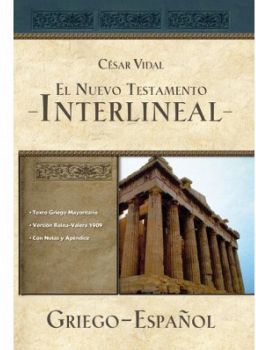 CÉSAR VIDAL
EL NUEVO TESTAMENTO
-INTERLINEAL-
• Texto Griego Mayoritario
• Versión Reina-Valera 1909
• Con Notas y Apéndice
GRIEGO-ESPAÑOL